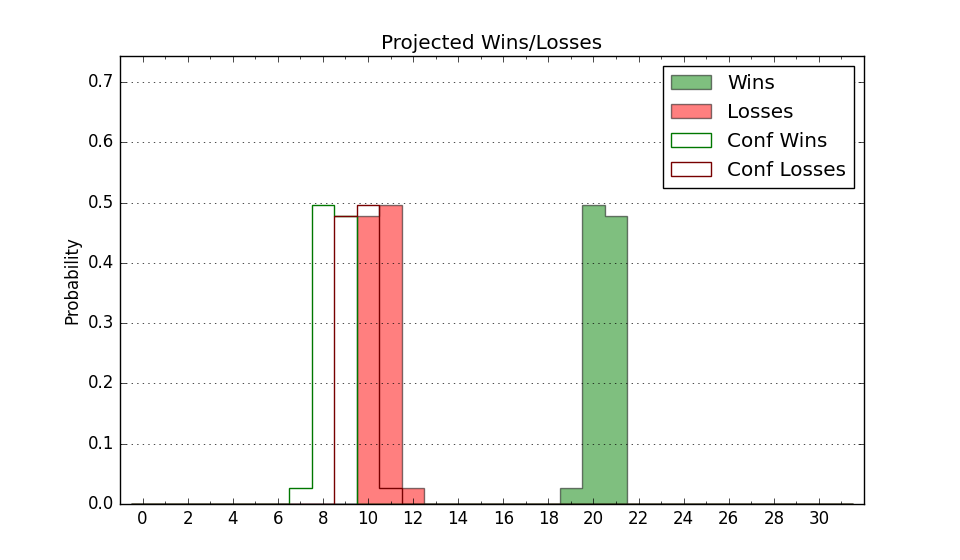 Projected Wins/Losses
Wins
Losses
Conf Wins
Conf Losses
Probability
0.7
0.6
0.5
0.4
0.3
0.2
0.1
0.0
0 2 4 6 8 10 12 14 16 18 20 22 24 26 28 30